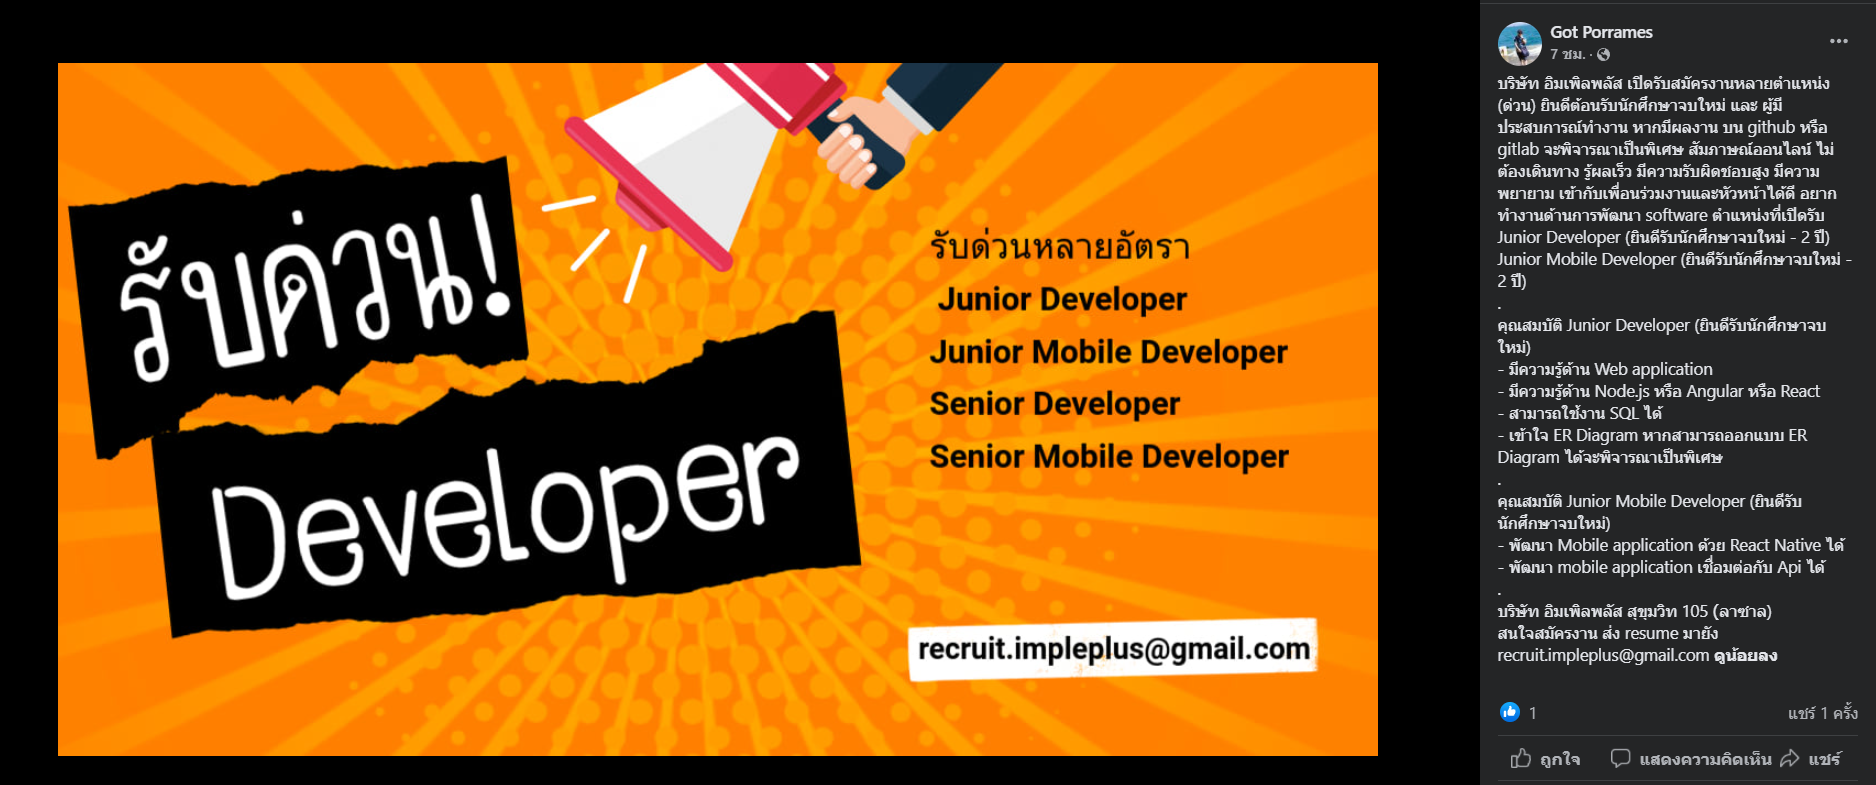 รับด่วน!
Developer
รับด่วนหลายอัตรา
Junior Developer
Junior Mobile Developer
Senior Developer
Senior Mobile Developer
recruit.impleplus@gmail.com
Got Porrames
7 ชม. ·
บริษัท อิมเพิลพลัส เปิดรับสมัครงานหลายตำแหน่ง
(ด่วน) ยินดีต้อนรับนักศึกษาจบใหม่ และ ผู้มี
ประสบการณ์ทำงาน หากมีผลงาน บน github หรือ
gitlab จะพิจารณาเป็นพิเศษ สัมภาษณ์ออนไลน์ ไม่
ต้องเดินทาง รู้ผลเร็ว มีความรับผิดชอบสูง มีความ
พยายาม เข้ากับเพื่อนร่วมงานและหัวหน้าได้ดี อยาก
ทำงานด้านการพัฒนา software ตำแหน่งที่เปิดรับ
Junior Developer (ยินดีรับนักศึกษาจบใหม่ - 2 ปี)
Junior Mobile Developer (ยินดีรับนักศึกษาจบใหม่ -
2 ปี)
.
คุณสมบัติ Junior Developer (ยินดีรับนักศึกษาจบ
ใหม่)
- มีความรู้ด้าน Web application
- มีความรู้ด้าน Node.js หรือ Angular หรือ React
- สามารถใช้งาน SQL ได้
- เข้าใจ ER Diagram หากสามารถออกแบบ ER
Diagram ได้จะพิจารณาเป็นพิเศษ
.
คุณสมบัติ Junior Mobile Developer (ยินดีรับ
นักศึกษาจบใหม่)
- พัฒนา Mobile application ด้วย React Native ได้
- พัฒนา mobile application เชื่อมต่อกับ Api ได้
.
บริษัท อิมเพิลพลัส สุขุมวิท 105 (ลาซาล)
สนใจสมัครงาน ส่ง resume มายัง
recruit.impleplus@gmail.com ดูน้อยลง
1
แชร์ 1 ครั้ง
ถูกใจ
แสดงความคิดเห็น
แชร์